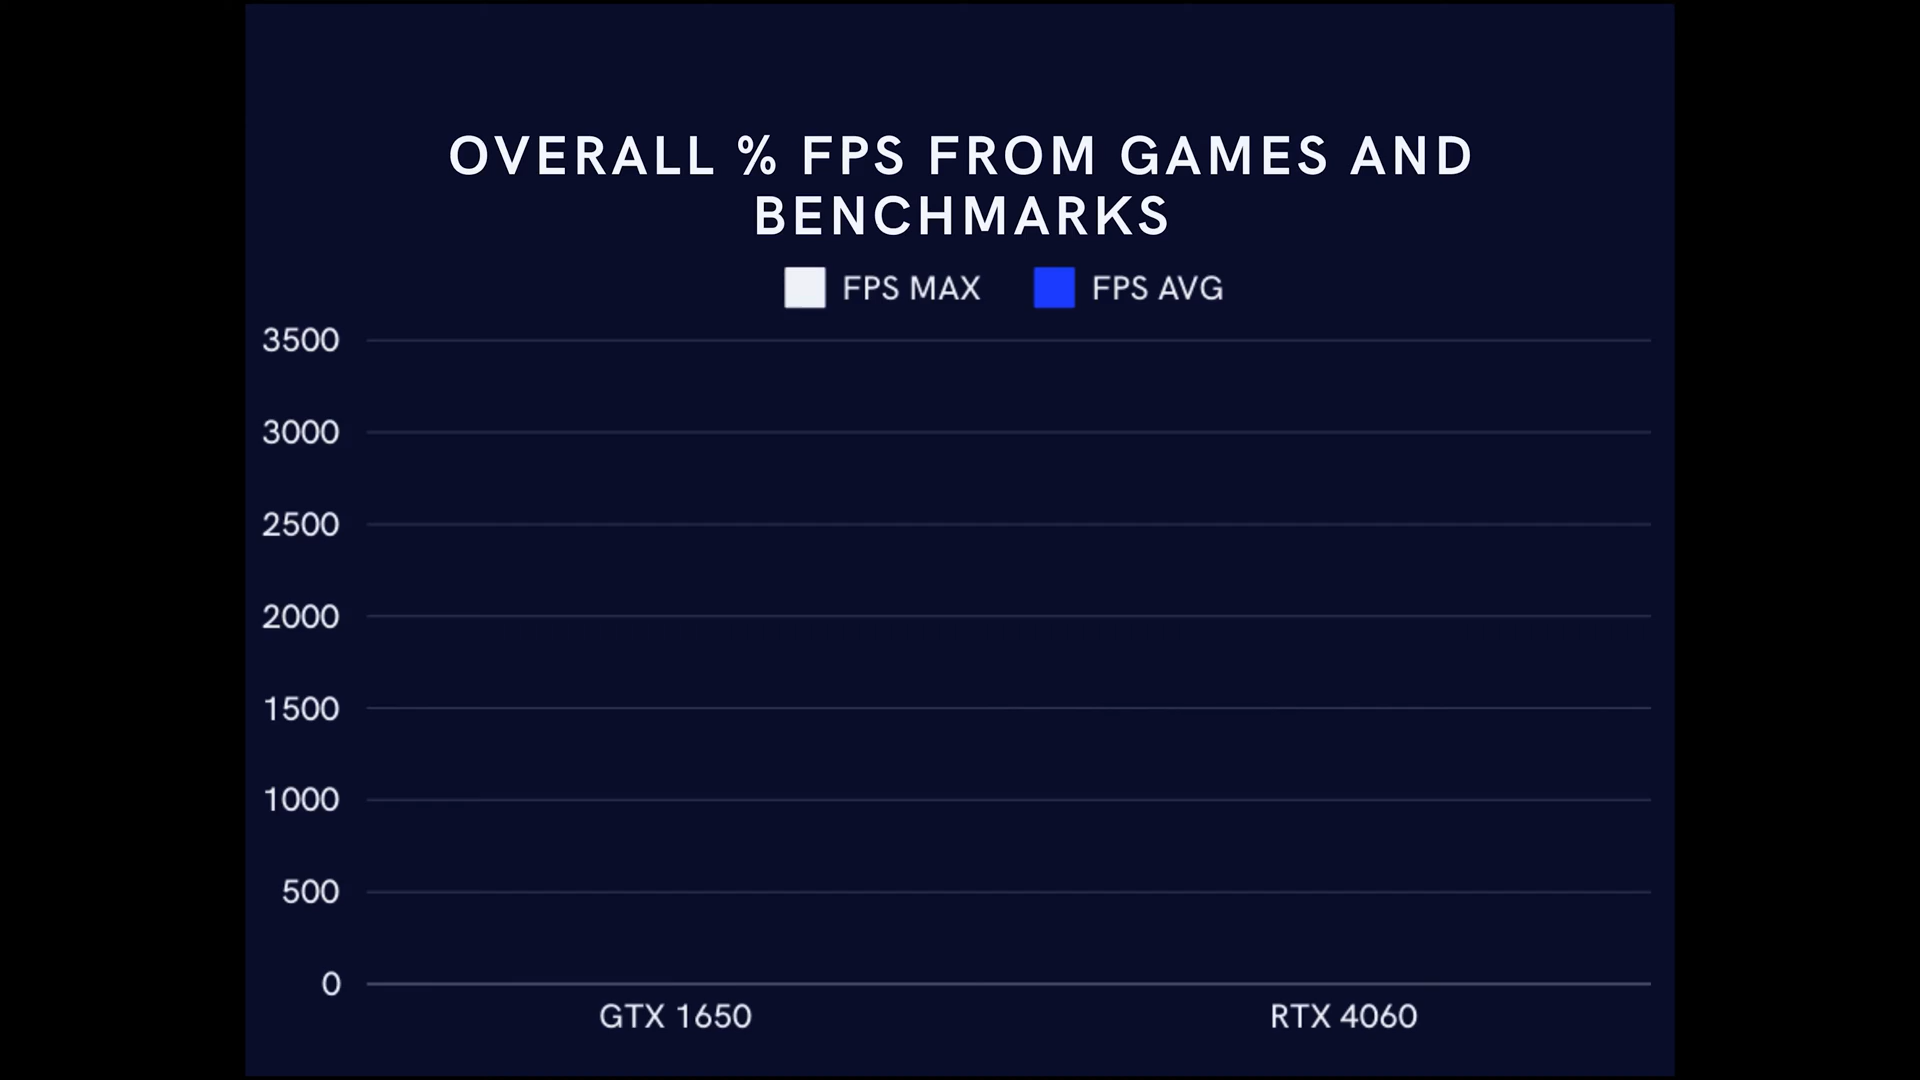 OVERALL % FPS FROM GAMES AND
BENCHMARKS
FPS MAX FPS AVG
3500
3000
2500
2000
1500
1000
500
0
GTX 1650 RTX 4060